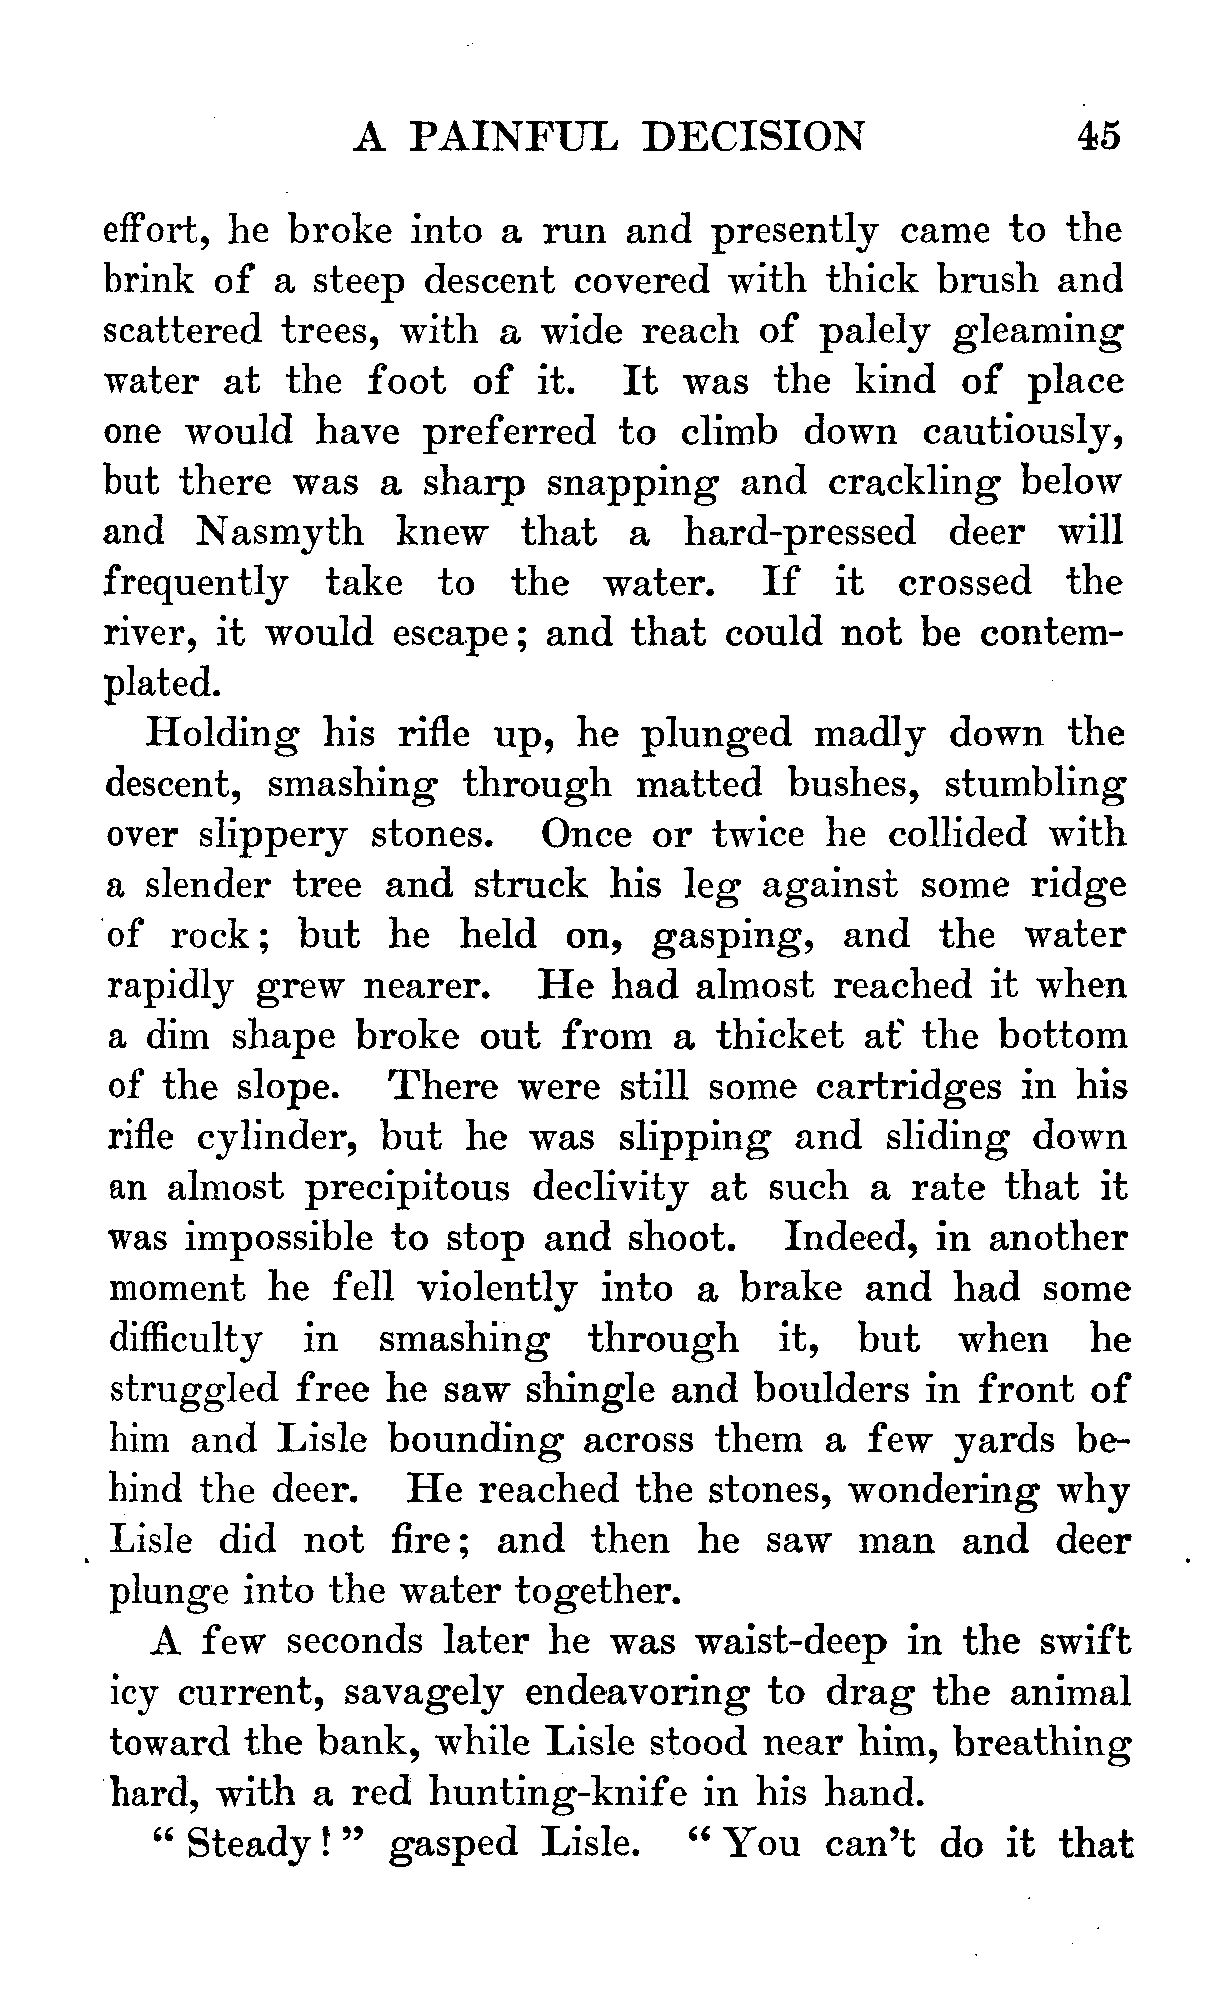 A PAINFUL DECISION 45
effort, he broke into a run and presently came to the
brink of a steep descent covered with thick brush and
scattered trees, with a wide reach of palely gleaming
water at the foot of it. It was the kind of place
one would have preferred to climb down cautiously,
but there was a sharp snapping and crackling below
and Nasmyth knew that a hard-pressed deer will
frequently take to the water. If it crossed the
river, it would escape; and that could not be contem-
plated.
Holding his rifle up, he plunged madly down the
descent, smashing through matted bushes, stumbling
over slippery stones. Once or twice he collided with
a slender tree and struck his leg against some ridge
of rock; but he held on, gasping, and the water
rapidly grew nearer. He had almost reached it when
a dim shape broke out from a thicket at the bottom
of the slope. There were still some cartridges in his
rifle cylinder, but he was slipping and sliding down
an almost precipitous declivity at such a rate that it
was impossible to stop and shoot. Indeed, in another
moment he fell violently into a brake and had some
difficulty in smashing through it, but when he
struggled free he saw shingle and boulders in front of
him and Lisle bounding across them a few yards be-
hind the deer. He reached the stones, wondering why
Lisle did not fire; and then he saw man and deer
plunge into the water together.
A few seconds later he was waist-deep in the swift
icy current, savagely endeavoring to drag the animal
toward the bank, while Lisle stood near him, breathing
hard, with a red hunting-knife in his hand.
"Steady!" gasped Lisle. "You can't do it that